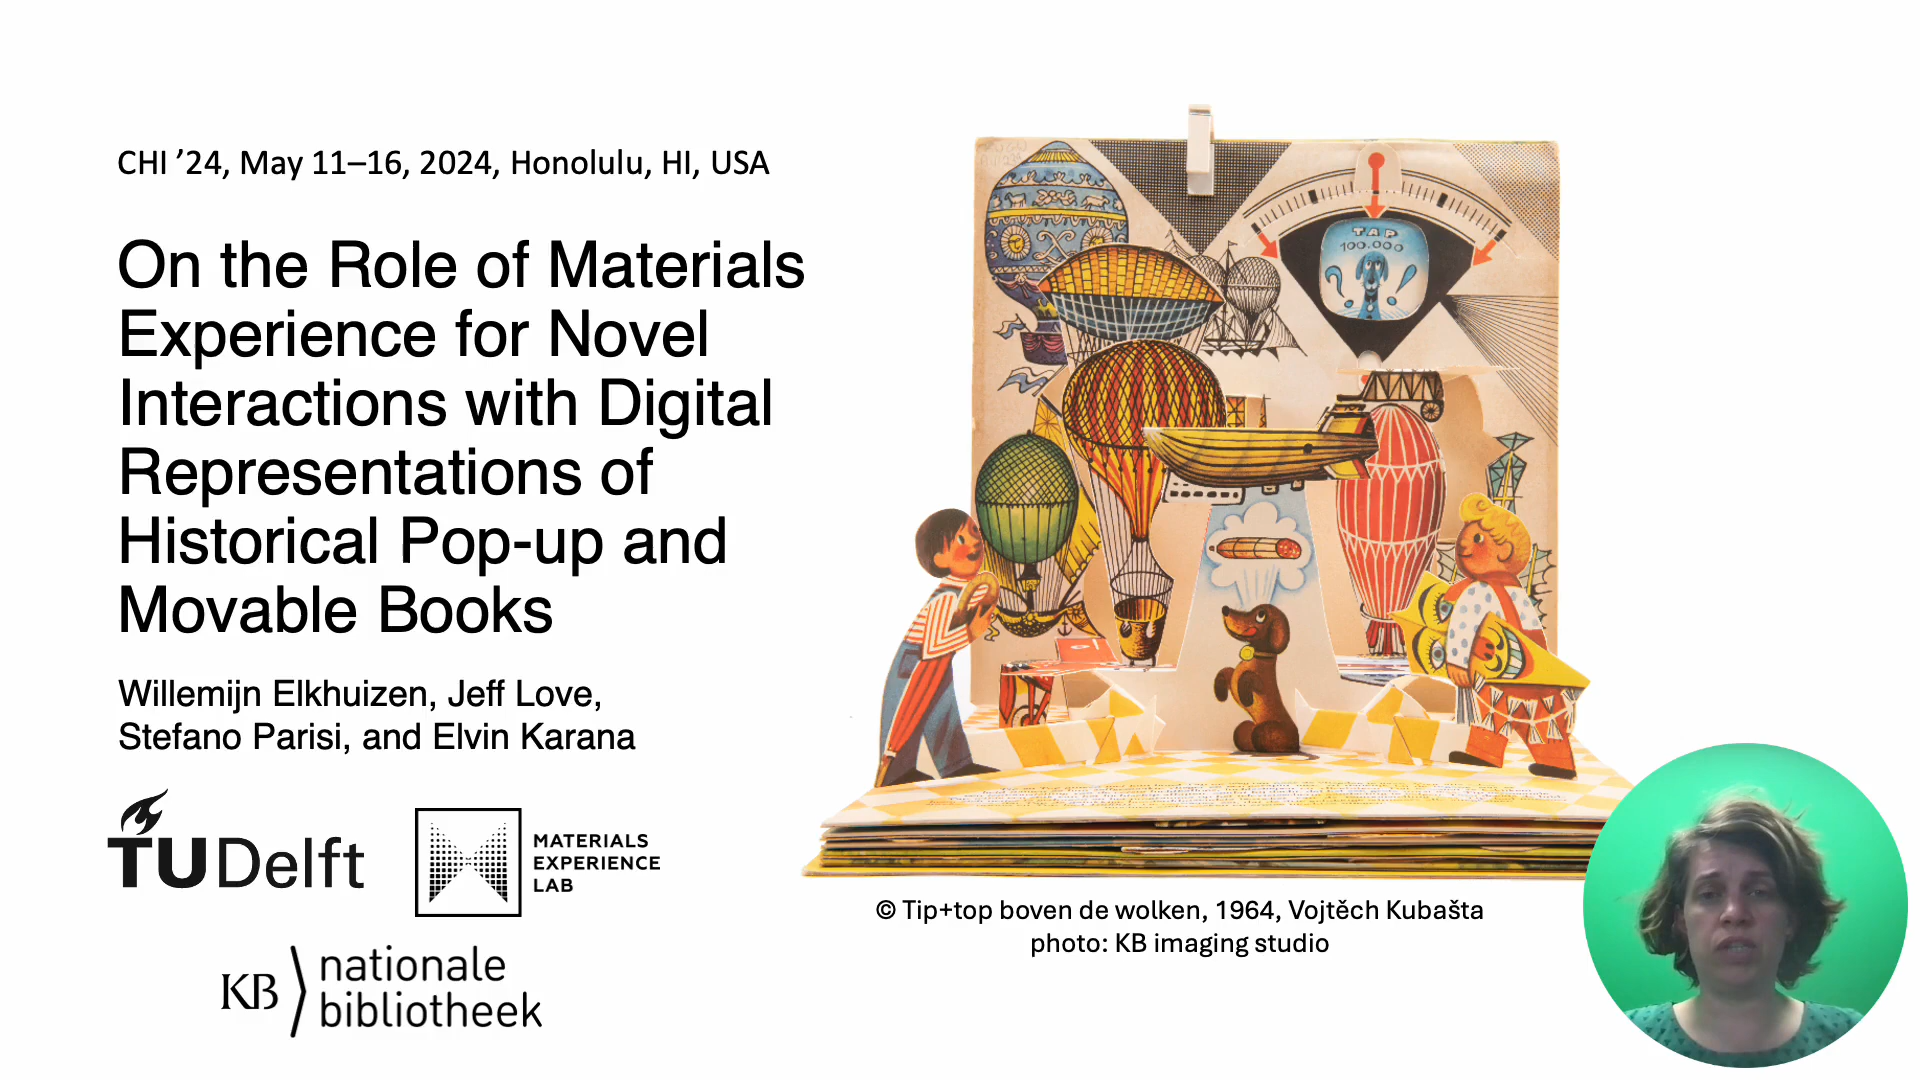 CHI ’24, May 11–16, 2024, Honolulu, HI, USA
On the Role of Materials
Experience for Novel
Interactions with Digital
Representations of
Historical Pop-up and
Movable Books
Willemijn Elkhuizen, Jeff Love,
Stefano Parisi, and Elvin Karana
TU Delft
MATERIALS
EXPERIENCE
LAB
KB nationale
bibliotheek
TAP
100.000
© Tip+top boven de wolken, 1964, Vojtěch Kubašta
photo: KB imaging studio